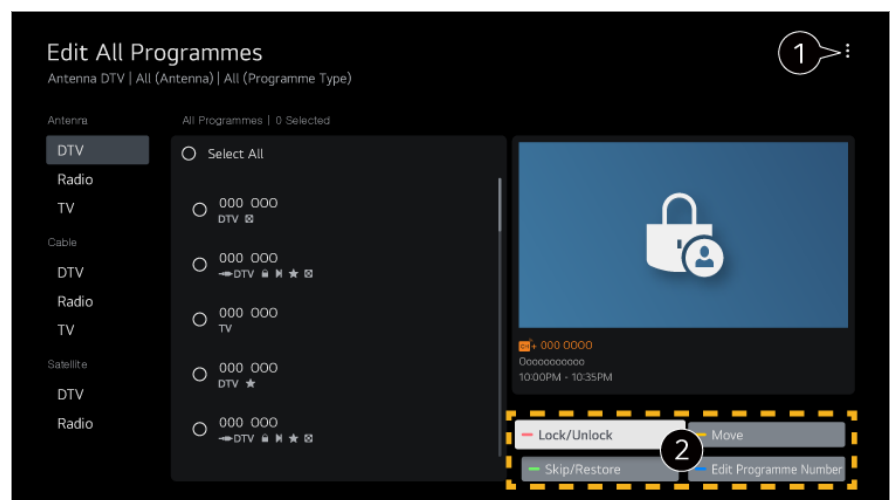 Edit All Programmes
Antenna DTV | All (Antenna) | All (Programme Type)
1
Antenna
All Programmes | 0 Selected
DTV
Select All
Radio
TV
000 000
DTV
Cable
000 000
DTV
DTV
Radio
000 000
TV
TV
Satellite
000 000
DTV
DTV
Radio
000 000
DTV
CH+ 000 0000
Ooooooooooo
10:00PM - 10:35PM
Lock/Unlock
Move
2
Skip/Restore
Edit Programme Number